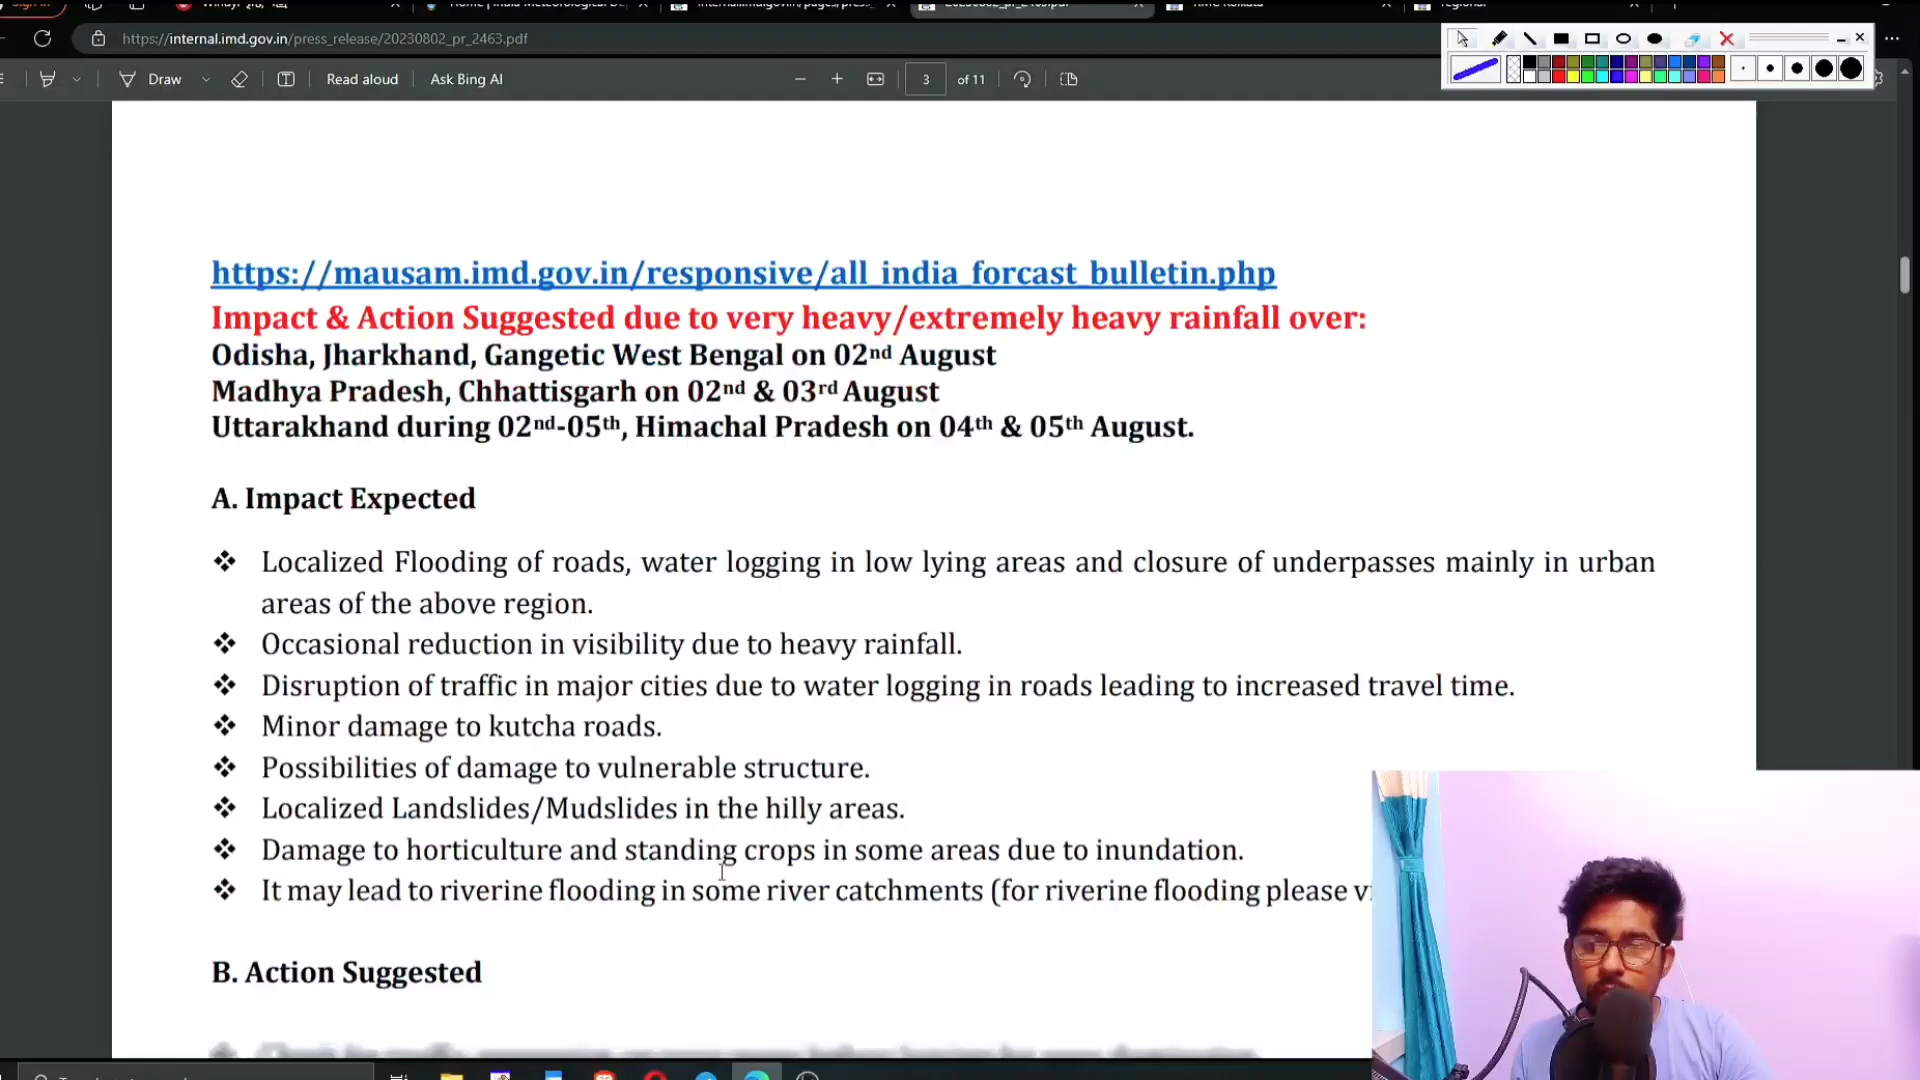 https://internal.imd.gov.in/press_release/20230802_pr_2463.pdf
Draw
Read aloud
Ask Bing AI
3 of 11
https://mausam.imd.gov.in/responsive/all_india_forcast_bulletin.php
Impact & Action Suggested due to very heavy/extremely heavy rainfall over:
Odisha, Jharkhand, Gangetic West Bengal on 02nd August
Madhya Pradesh, Chhattisgarh on 02nd & 03rd August
Uttarakhand during 02nd-05th, Himachal Pradesh on 04th & 05th August.
A. Impact Expected
❖ Localized Flooding of roads, water logging in low lying areas and closure of underpasses mainly in urban
areas of the above region.
❖ Occasional reduction in visibility due to heavy rainfall.
❖ Disruption of traffic in major cities due to water logging in roads leading to increased travel time.
❖ Minor damage to kutcha roads.
❖ Possibilities of damage to vulnerable structure.
❖ Localized Landslides/Mudslides in the hilly areas.
❖ Damage to horticulture and standing crops in some areas due to inundation.
❖ It may lead to riverine flooding in some river catchments (for riverine flooding please
B. Action Suggested